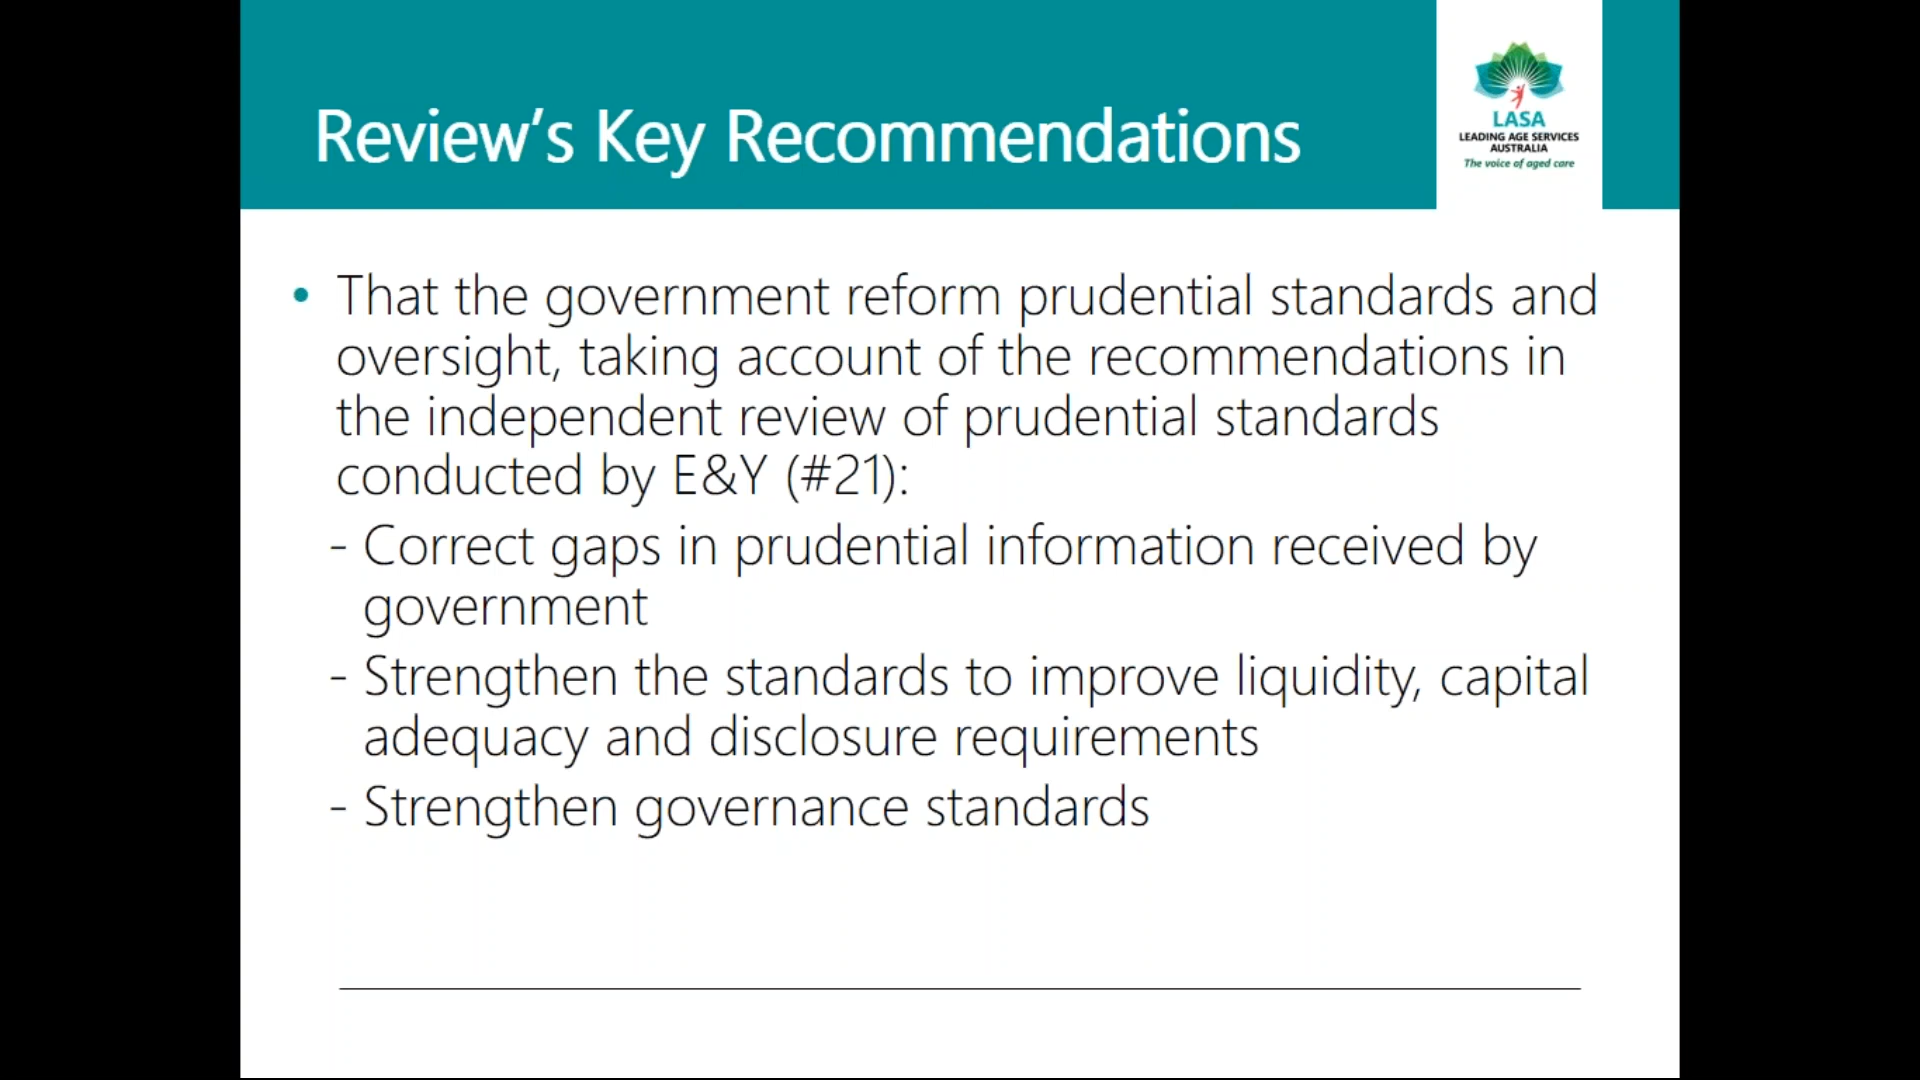 Review's Key Recommendations
LASA
LEADING AGE SERVICES
AUSTRALIA
The voice of aged care
• That the government reform prudential standards and
oversight, taking account of the recommendations in
the independent review of prudential standards
conducted by E&Y (#21):
- Correct gaps in prudential information received by
government
- Strengthen the standards to improve liquidity, capital
adequacy and disclosure requirements
- Strengthen governance standards